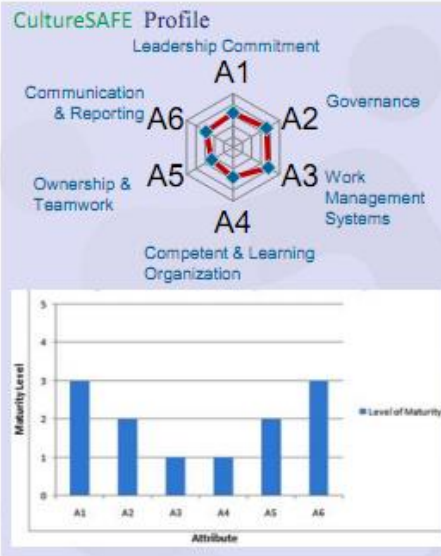 CultureSAFE Profile
Leadership Commitment
A1
Communication
& Reporting
A6
A2
Governance
Ownership &
Teamwork
A5
A3
Work
Management
Systems
A4
Competent & Learning
Organization
5
4
3
2
1
0
Maturity Level
A1 A2 A3 A4 A5 A6
Attribute
Level of Maturity